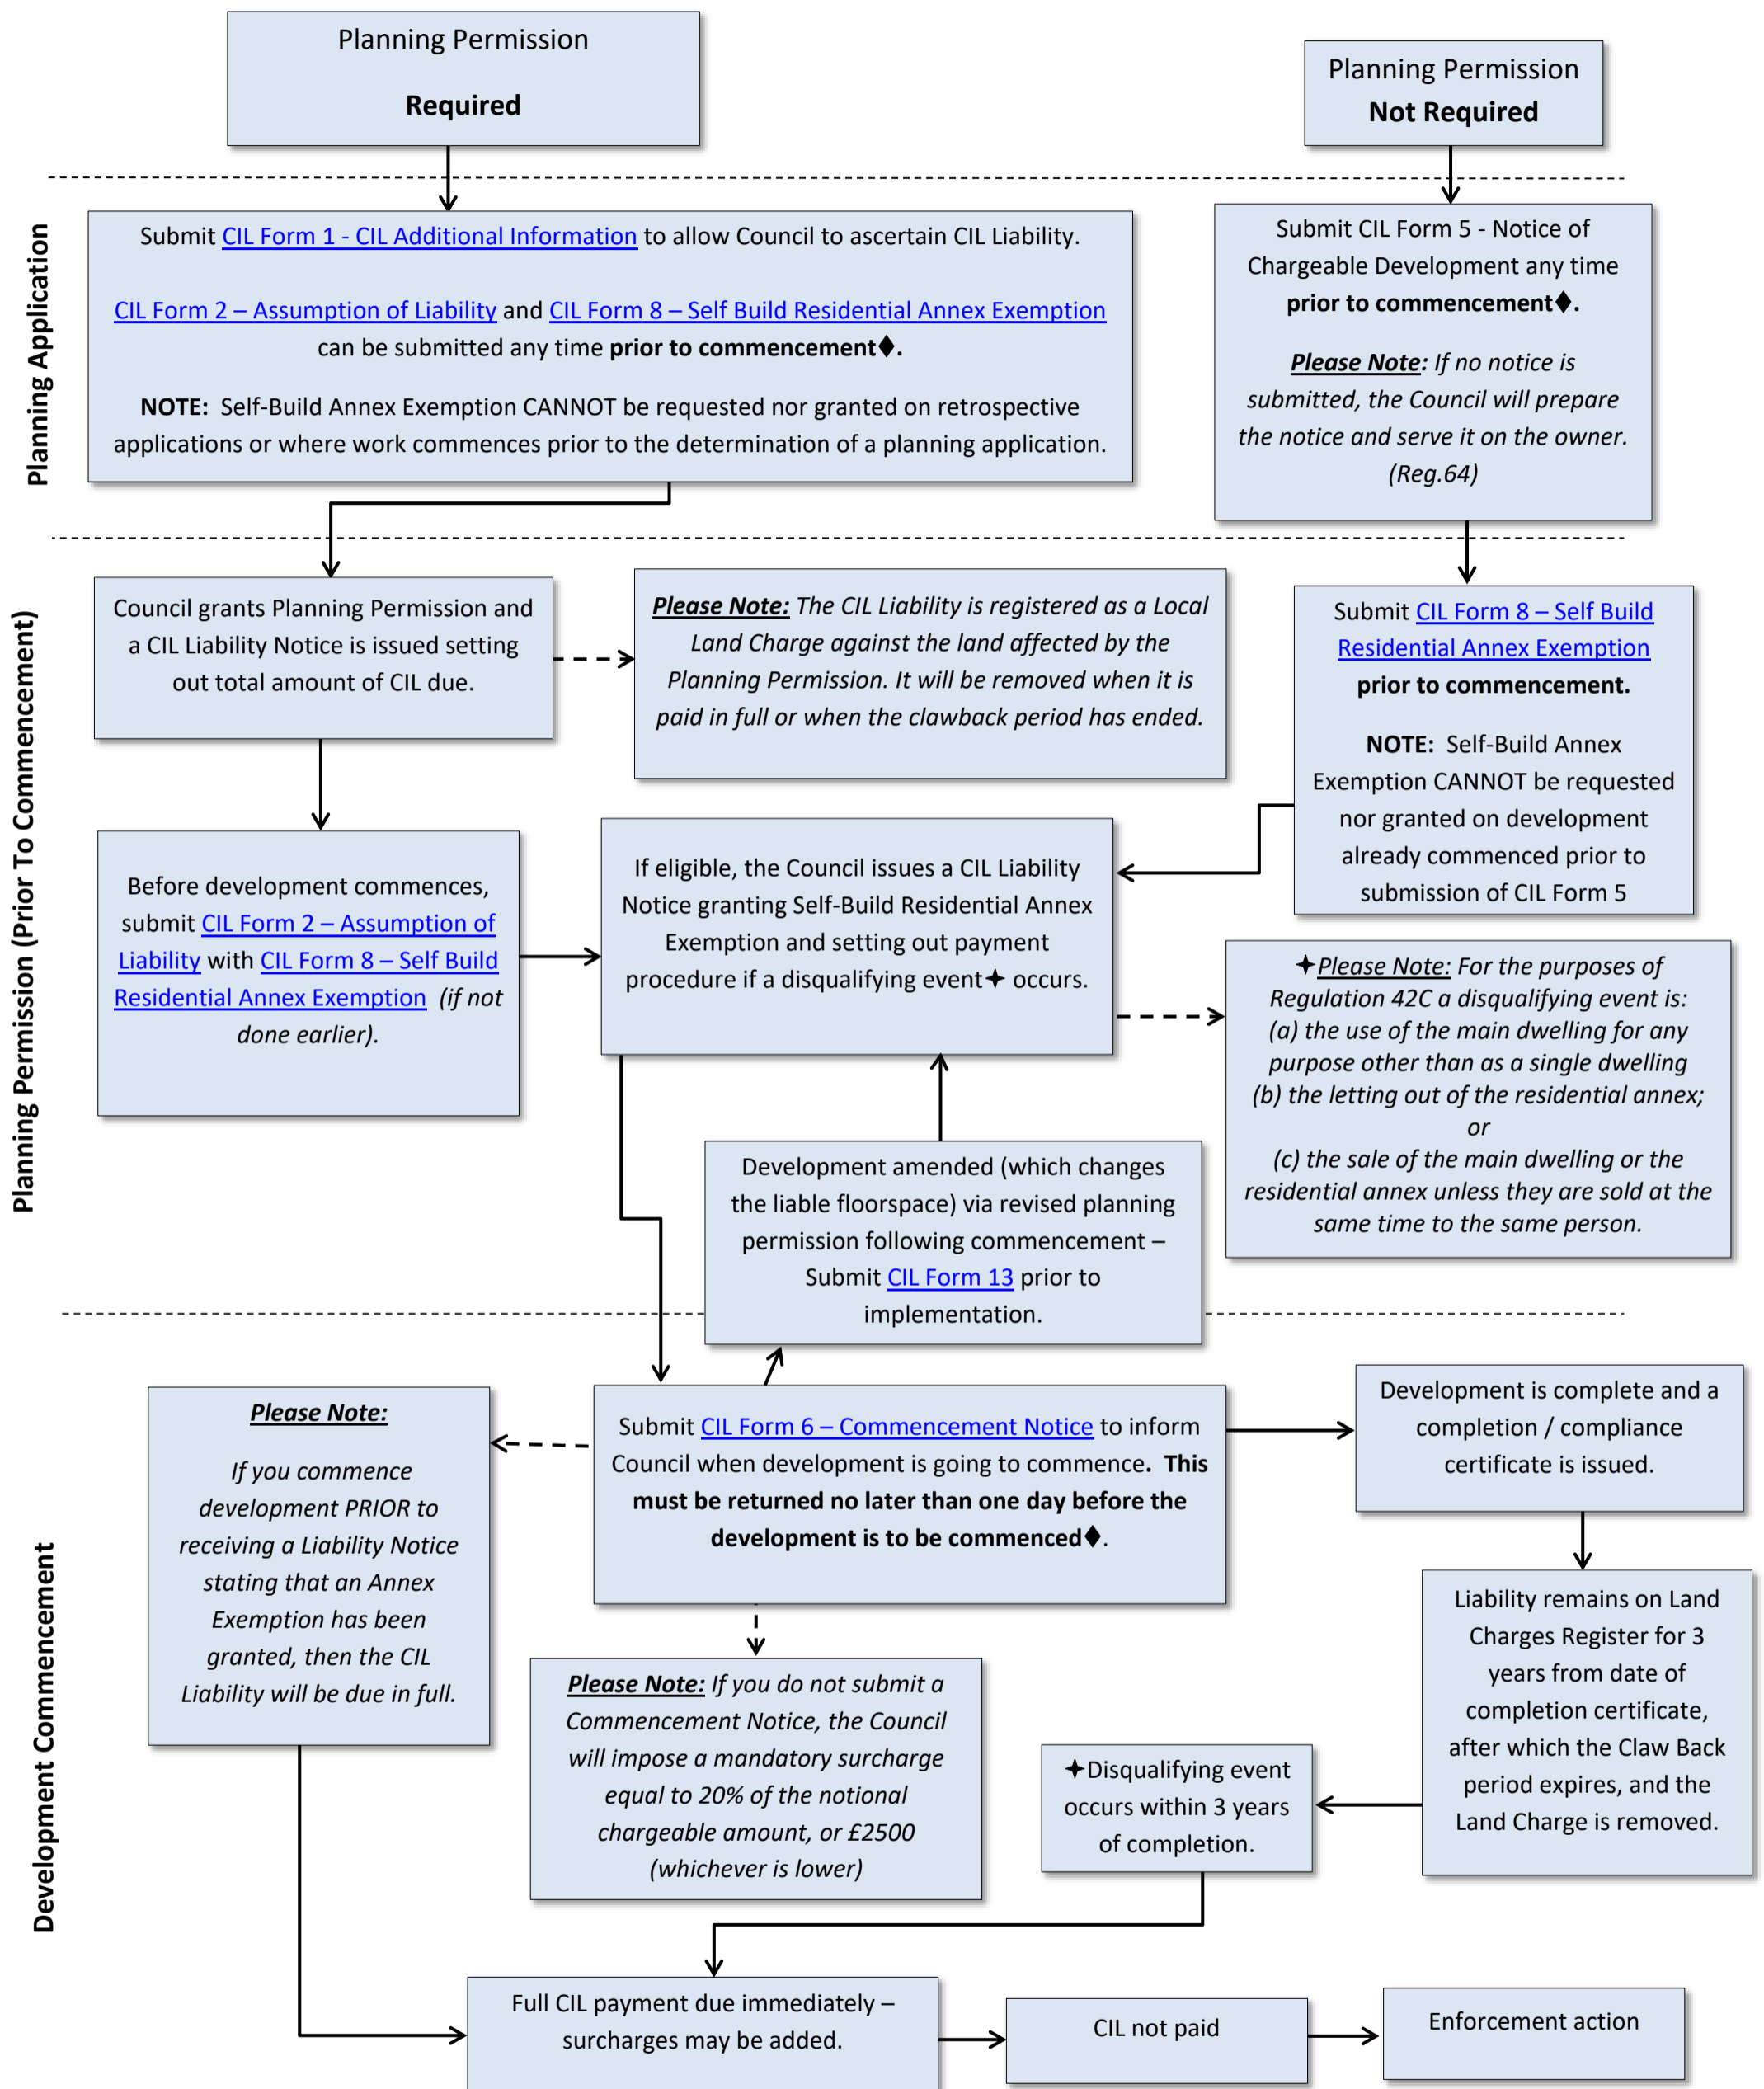 Planning Permission
Required
Planning Permission
Not Required
Planning Application
Submit CIL Form 1 - CIL Additional Information to allow Council to ascertain CIL Liability.
CIL Form 2 – Assumption of Liability and CIL Form 8 – Self Build Residential Annex Exemption
can be submitted any time prior to commencement♦.
NOTE: Self-Build Annex Exemption CANNOT be requested nor granted on retrospective
applications or where work commences prior to the determination of a planning application.
Submit CIL Form 5 - Notice of
Chargeable Development any time
prior to commencement♦.
Please Note: If no notice is
submitted, the Council will prepare
the notice and serve it on the owner.
(Reg.64)
Planning Permission (Prior To Commencement)
Council grants Planning Permission and
a CIL Liability Notice is issued setting
out total amount of CIL due.
Please Note: The CIL Liability is registered as a Local
Land Charge against the land affected by the
Planning Permission. It will be removed when it is
paid in full or when the clawback period has ended.
Submit CIL Form 8 – Self Build
Residential Annex Exemption
prior to commencement.
NOTE: Self-Build Annex
Exemption CANNOT be requested
nor granted on development
already commenced prior to
submission of CIL Form 5
Before development commences,
submit CIL Form 2 – Assumption of
Liability with CIL Form 8 – Self Build
Residential Annex Exemption (if not
done earlier).
If eligible, the Council issues a CIL Liability
Notice granting Self-Build Residential Annex
Exemption and setting out payment
procedure if a disqualifying event✦ occurs.
✦Please Note: For the purposes of
Regulation 42C a disqualifying event is:
(a) the use of the main dwelling for any
purpose other than as a single dwelling
(b) the letting out of the residential annex;
or
(c) the sale of the main dwelling or the
residential annex unless they are sold at the
same time to the same person.
Development amended (which changes
the liable floorspace) via revised planning
permission following commencement –
Submit CIL Form 13 prior to
implementation.
Development Commencement
Please Note:
If you commence
development PRIOR to
receiving a Liability Notice
stating that an Annex
Exemption has been
granted, then the CIL
Liability will be due in full.
Submit CIL Form 6 – Commencement Notice to inform
Council when development is going to commence. This
must be returned no later than one day before the
development is to be commenced♦.
Development is complete and a
completion / compliance
certificate is issued.
Please Note: If you do not submit a
Commencement Notice, the Council
will impose a mandatory surcharge
equal to 20% of the notional
chargeable amount, or £2500
(whichever is lower)
Liability remains on Land
Charges Register for 3
years from date of
completion certificate,
after which the Claw Back
period expires, and the
Land Charge is removed.
✦Disqualifying event
occurs within 3 years
of completion.
Full CIL payment due immediately –
surcharges may be added.
CIL not paid
Enforcement action